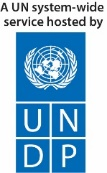 A UN system-wide
service hosted by
U N
D P